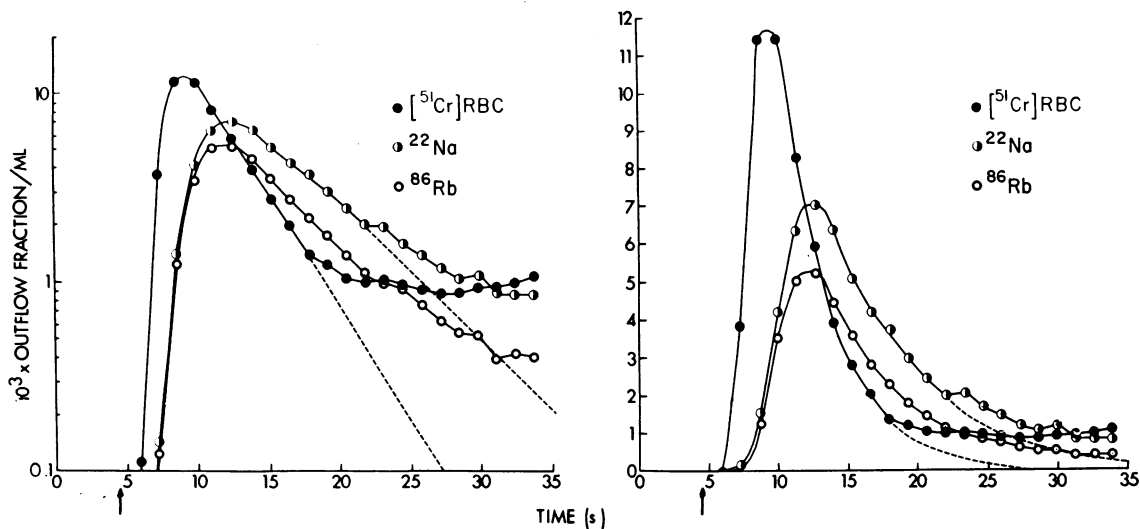 10³ x OUTFLOW FRACTION/ML
10
1
0.1
0 5 10 15 20 25 30 35
[⁵¹Cr]RBC
²²Na
⁸⁶Rb
12
11
10
9
8
7
6
5
4
3
2
1
0
0 5 10 15 20 25 30 35
[⁵¹Cr]RBC
²²Na
⁸⁶Rb
TIME (s)